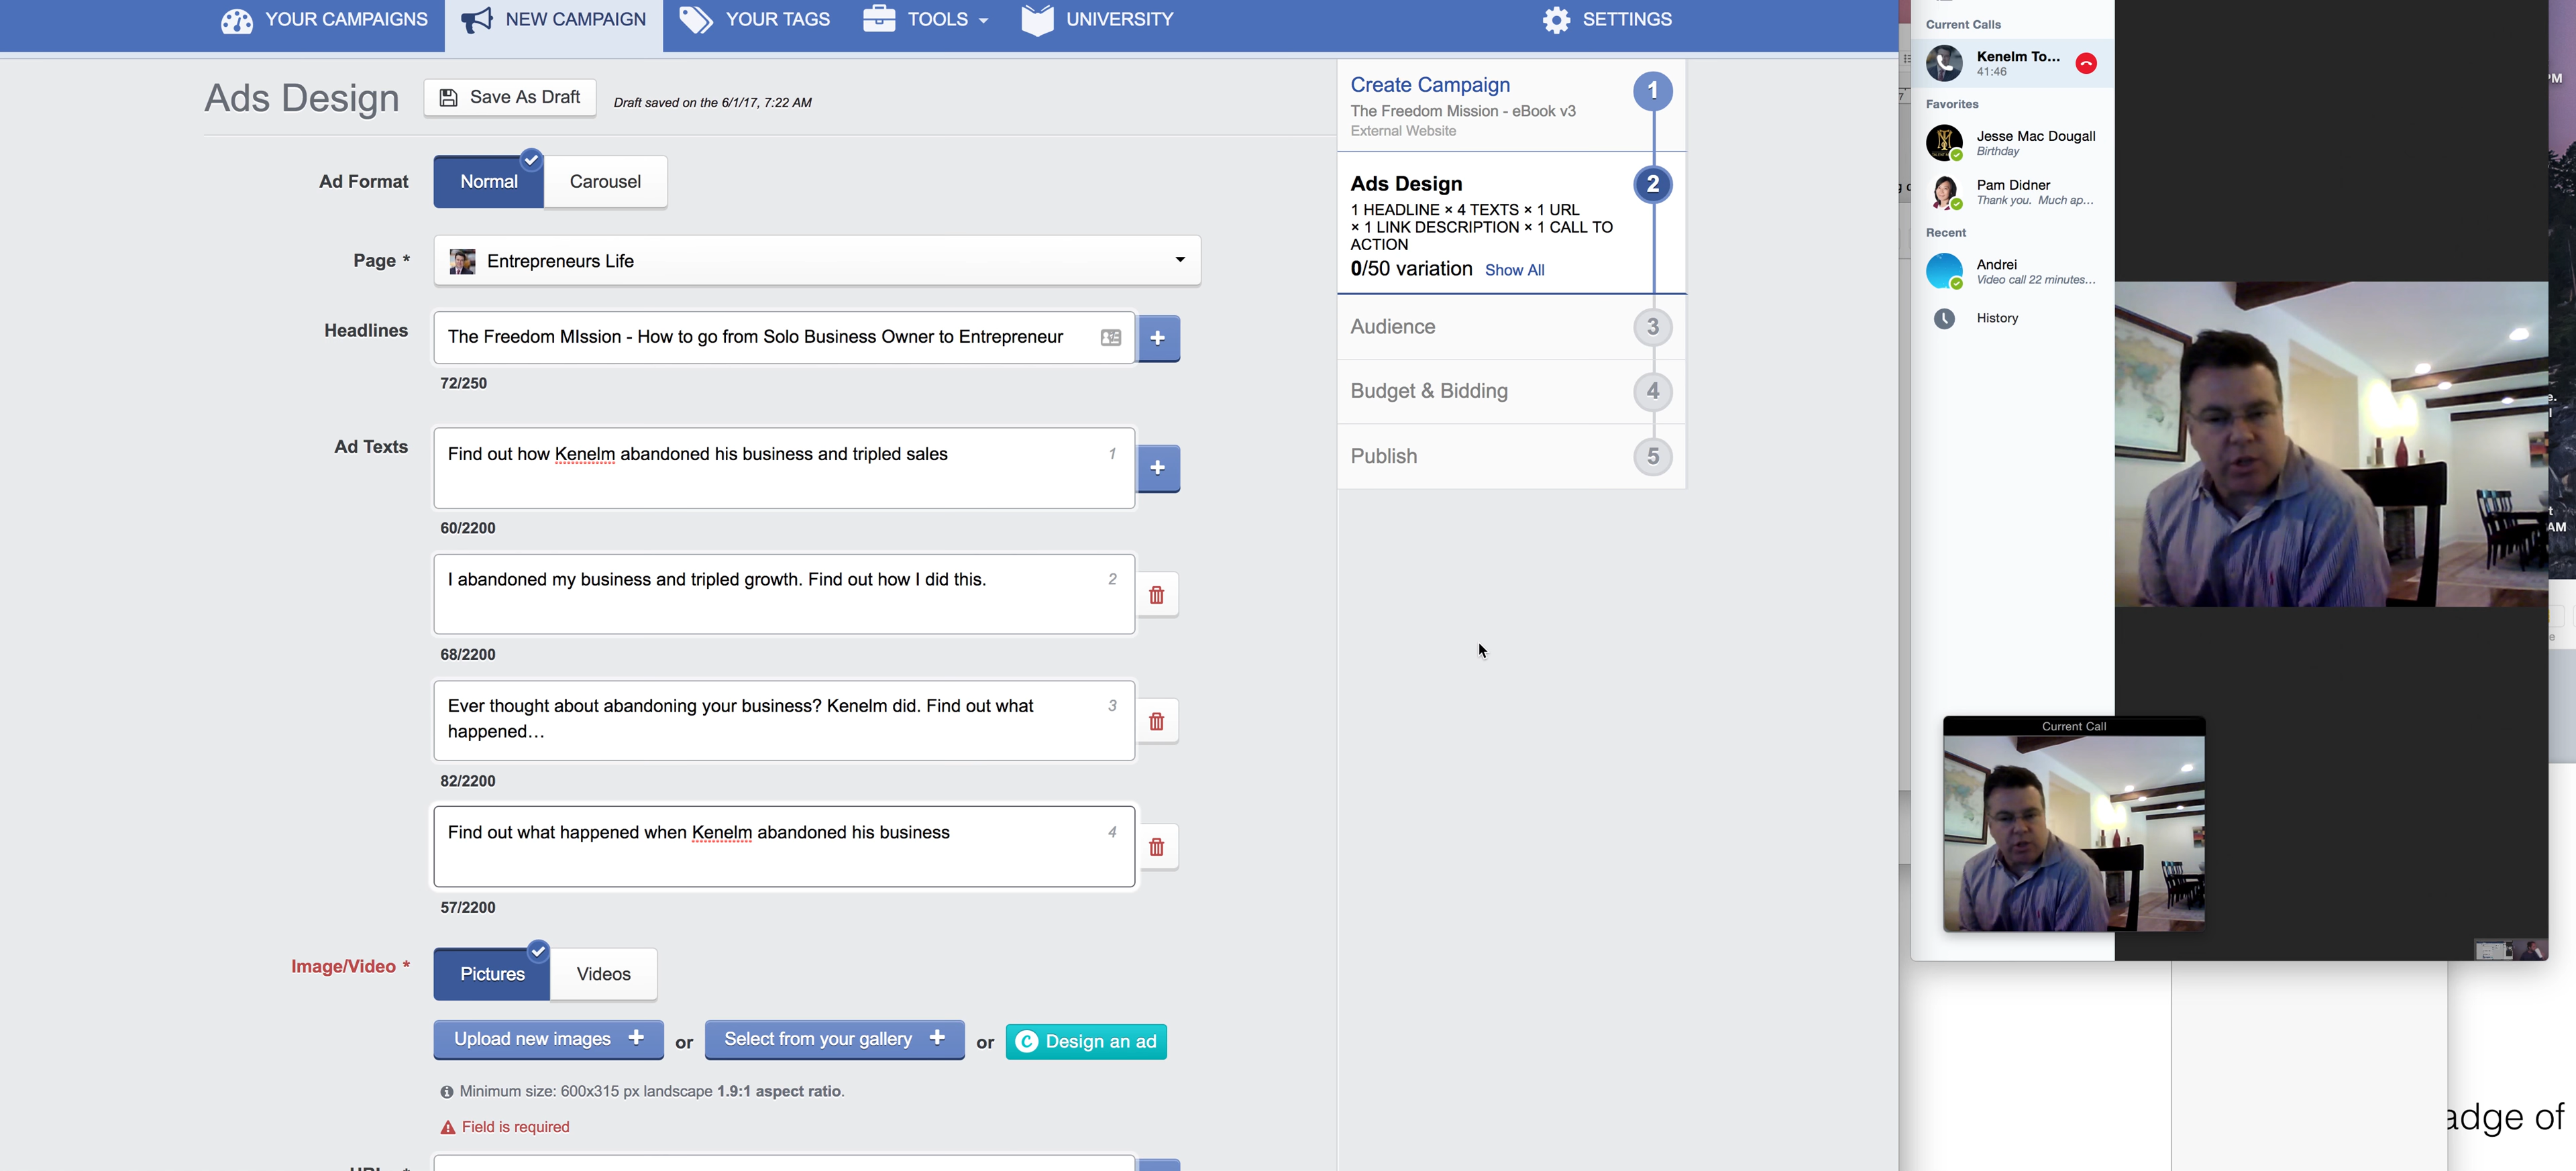 YOUR CAMPAIGNS
NEW CAMPAIGN
YOUR TAGS
TOOLS
UNIVERSITY
SETTINGS
Ads Design
Save As Draft
Draft saved on the 6/1/17, 7:22 AM
Ad Format
Normal
Carousel
Page *
Entrepreneurs Life
Headlines
The Freedom MIssion - How to go from Solo Business Owner to Entrepreneur
72/250
Ad Texts
Find out how Kenelm abandoned his business and tripled sales
1
60/2200
I abandoned my business and tripled growth. Find out how I did this.
2
68/2200
Ever thought about abandoning your business? Kenelm did. Find out what
happened…
3
82/2200
Find out what happened when Kenelm abandoned his business
4
57/2200
Image/Video *
Pictures
Videos
Upload new images
or
Select from your gallery
or
Design an ad
Minimum size: 600x315 px landscape 1.9:1 aspect ratio.
Field is required
Create Campaign
1
The Freedom Mission - eBook v3
External Website
Ads Design
2
1 HEADLINE × 4 TEXTS × 1 URL
× 1 LINK DESCRIPTION × 1 CALL TO
ACTION
0/50 variation Show All
Audience
3
Budget & Bidding
4
Publish
5
Current Calls
Kenelm To...
41:46
Favorites
Jesse Mac Dougall
Birthday
Pam Didner
Thank you. Much ap...
Recent
Andrei
Video call 22 minutes...
History
Current Call
PM
AM
adge of